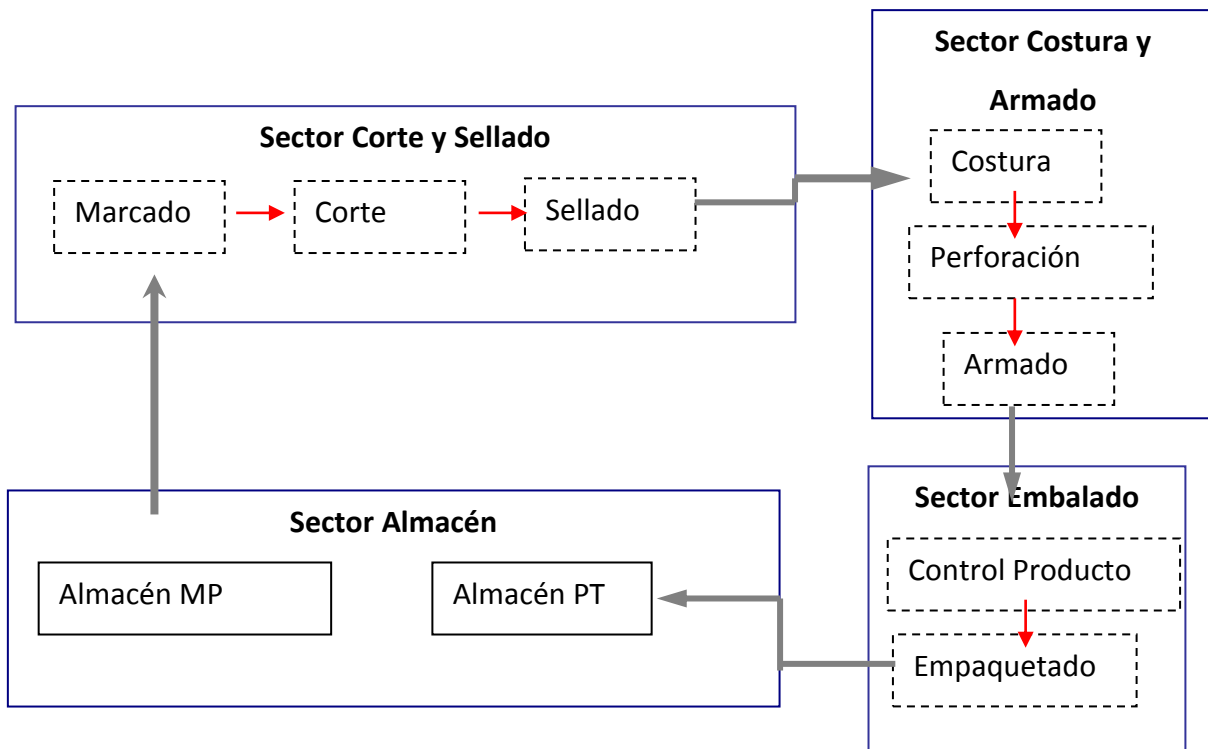 Sector Corte y Sellado
Marcado
Corte
Sellado
Sector Costura y
Armado
Costura
Perforación
Armado
Sector Embalado
Control Producto
Empaquetado
Sector Almacén
Almacén MP
Almacén PT